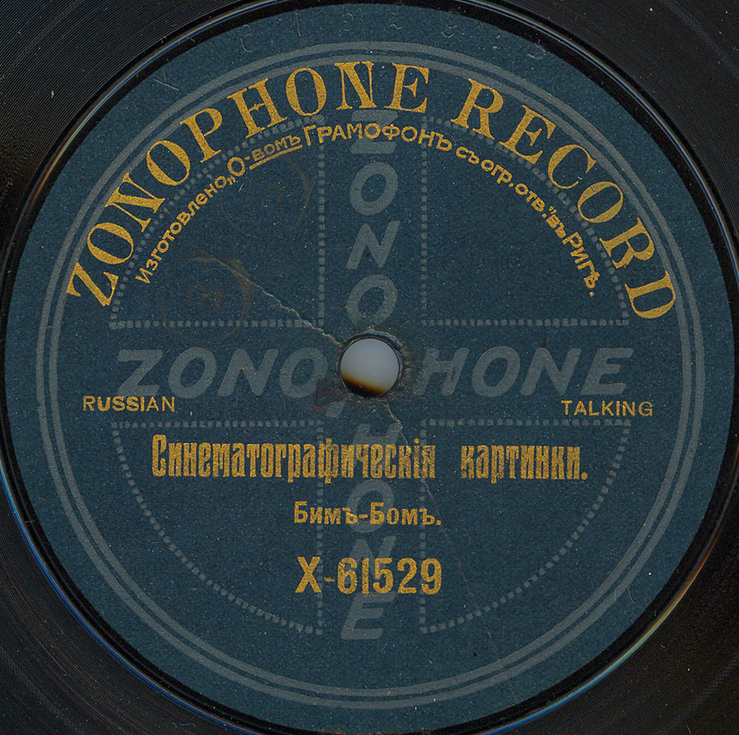 ZONOPHONE RECORD
Изготовлено „О-вомъ Грамофонъ съ огр. отв.“ въ Ригѣ.
ZONOPHONE
ZONOPHONE
RUSSIAN
TALKING
Синематографическія картинки.
Бимъ-Бомъ.
X-61529